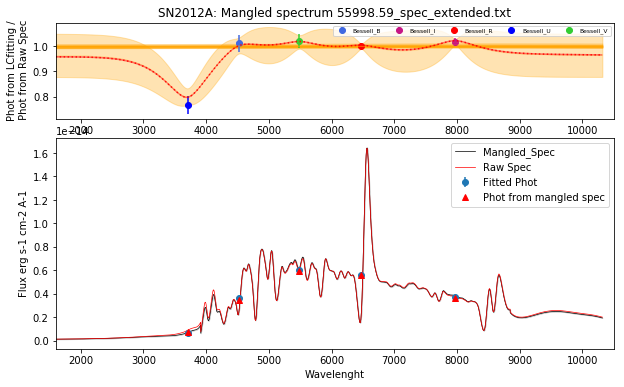 SN2012A: Mangled spectrum 55998.59_spec_extended.txt
Phot from LCfitting /
Phot from Raw Spec
1.0
0.9
0.8
Bessell_B
Bessell_I
Bessell_R
Bessell_U
Bessell_V
2000 3000 4000 5000 6000 7000 8000 9000 10000
1e−14
Flux erg s-1 cm-2 A-1
1.6
1.4
1.2
1.0
0.8
0.6
0.4
0.2
0.0
Mangled_Spec
Raw Spec
Fitted Phot
Phot from mangled spec
2000 3000 4000 5000 6000 7000 8000 9000 10000
Wavelenght